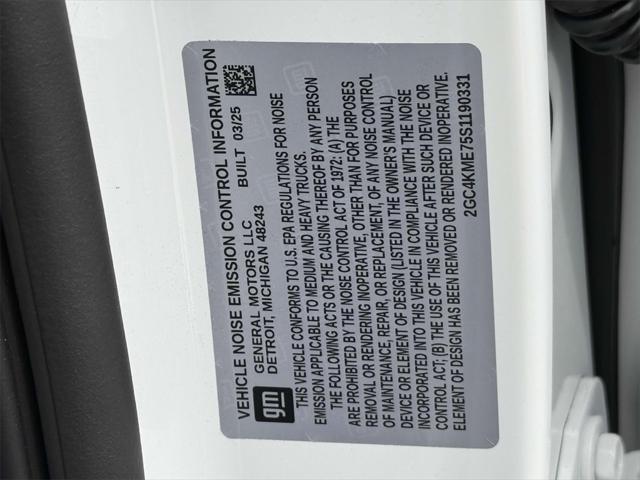 VEHICLE NOISE EMISSION CONTROL INFORMATION
gm
GENERAL MOTORS LLC BUILT 03/25
DETROIT, MICHIGAN 48243
THIS VEHICLE CONFORMS TO U.S. EPA REGULATIONS FOR NOISE
EMISSION APPLICABLE TO MEDIUM AND HEAVY TRUCKS.
THE FOLLOWING ACTS OR THE CAUSING THEREOF BY ANY PERSON
ARE PROHIBITED BY THE NOISE CONTROL ACT OF 1972: (A) THE
REMOVAL OR RENDERING INOPERATIVE, OTHER THAN FOR PURPOSES
OF MAINTENANCE, REPAIR, OR REPLACEMENT, OF ANY NOISE CONTROL
DEVICE OR ELEMENT OF DESIGN (LISTED IN THE OWNER'S MANUAL)
INCORPORATED INTO THIS VEHICLE IN COMPLIANCE WITH THE NOISE
CONTROL ACT, (B) THE USE OF THIS VEHICLE AFTER SUCH DEVICE OR
ELEMENT OF DESIGN HAS BEEN REMOVED OR RENDERED INOPERATIVE.
2GC4KME75S1190331